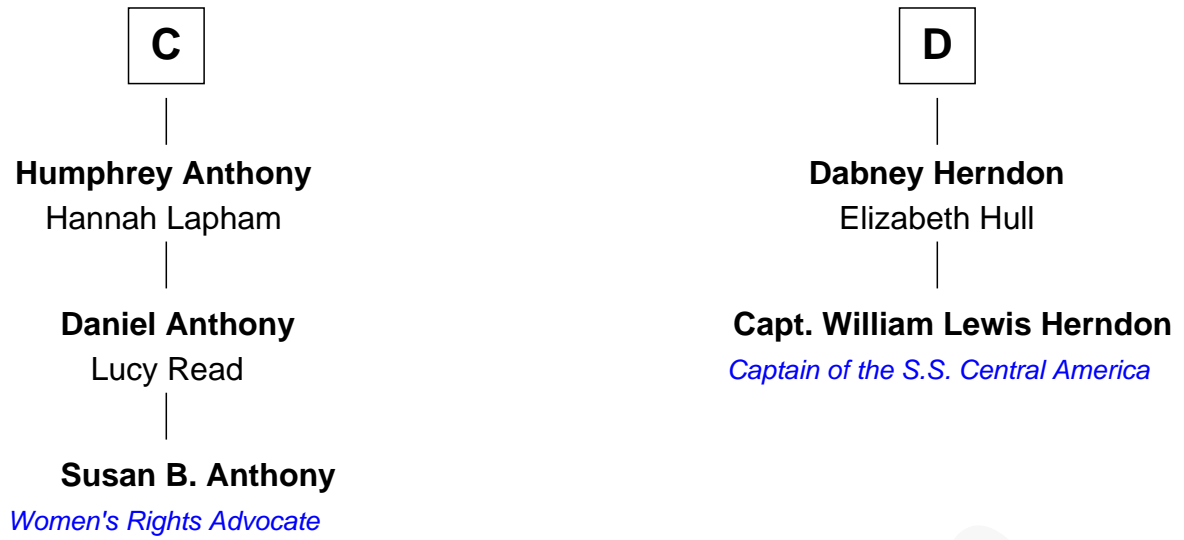 C
Humphrey Anthony
Hannah Lapham
Daniel Anthony
Lucy Read
Susan B. Anthony
Women's Rights Advocate
D
Dabney Herndon
Elizabeth Hull
Capt. William Lewis Herndon
Captain of the S.S. Central America